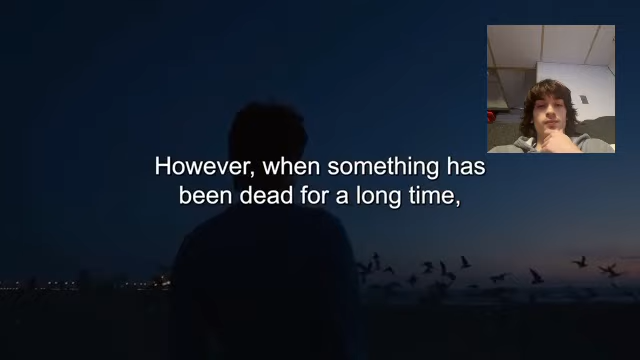 However, when something has
been dead for a long time,